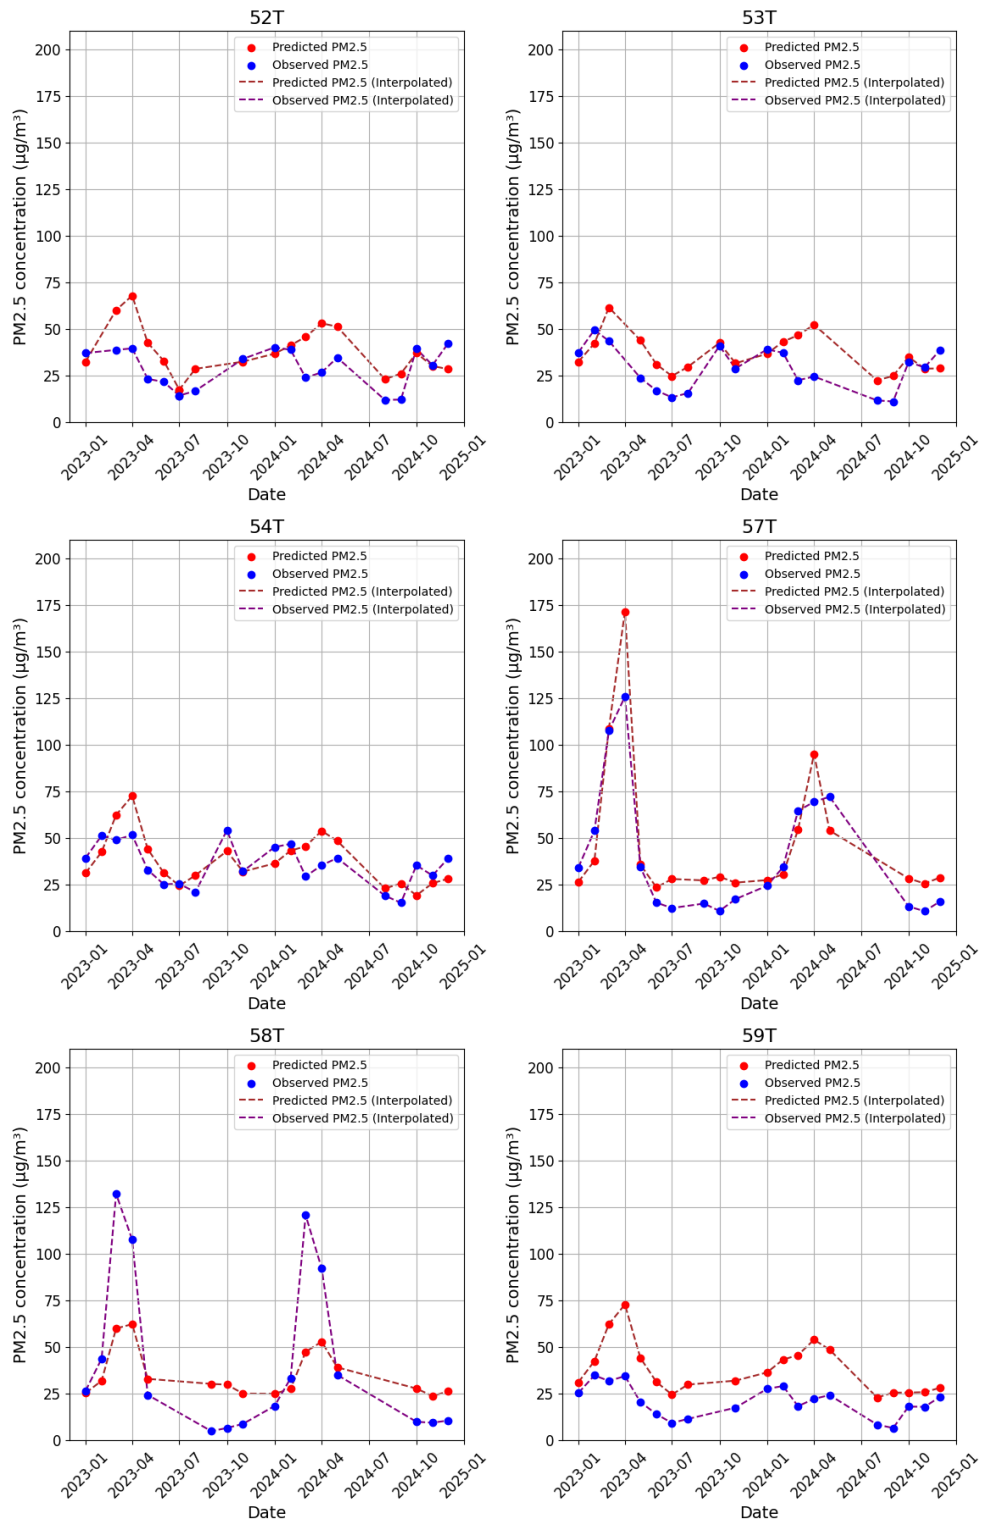 52T
PM2.5 concentration (µg/m³)
200
175
150
125
100
75
50
25
0
Predicted PM2.5
Observed PM2.5
Predicted PM2.5 (Interpolated)
Observed PM2.5 (Interpolated)
2023-01
2023-04
2023-07
2023-10
2024-01
2024-04
2024-07
2024-10
2025-01
Date
53T
PM2.5 concentration (µg/m³)
200
175
150
125
100
75
50
25
0
Predicted PM2.5
Observed PM2.5
Predicted PM2.5 (Interpolated)
Observed PM2.5 (Interpolated)
2023-01
2023-04
2023-07
2023-10
2024-01
2024-04
2024-07
2024-10
2025-01
Date
54T
PM2.5 concentration (µg/m³)
200
175
150
125
100
75
50
25
0
Predicted PM2.5
Observed PM2.5
Predicted PM2.5 (Interpolated)
Observed PM2.5 (Interpolated)
2023-01
2023-04
2023-07
2023-10
2024-01
2024-04
2024-07
2024-10
2025-01
Date
57T
PM2.5 concentration (µg/m³)
200
175
150
125
100
75
50
25
0
Predicted PM2.5
Observed PM2.5
Predicted PM2.5 (Interpolated)
Observed PM2.5 (Interpolated)
2023-01
2023-04
2023-07
2023-10
2024-01
2024-04
2024-07
2024-10
2025-01
Date
58T
PM2.5 concentration (µg/m³)
200
175
150
125
100
75
50
25
0
Predicted PM2.5
Observed PM2.5
Predicted PM2.5 (Interpolated)
Observed PM2.5 (Interpolated)
2023-01
2023-04
2023-07
2023-10
2024-01
2024-04
2024-07
2024-10
2025-01
Date
59T
PM2.5 concentration (µg/m³)
200
175
150
125
100
75
50
25
0
Predicted PM2.5
Observed PM2.5
Predicted PM2.5 (Interpolated)
Observed PM2.5 (Interpolated)
2023-01
2023-04
2023-07
2023-10
2024-01
2024-04
2024-07
2024-10
2025-01
Date